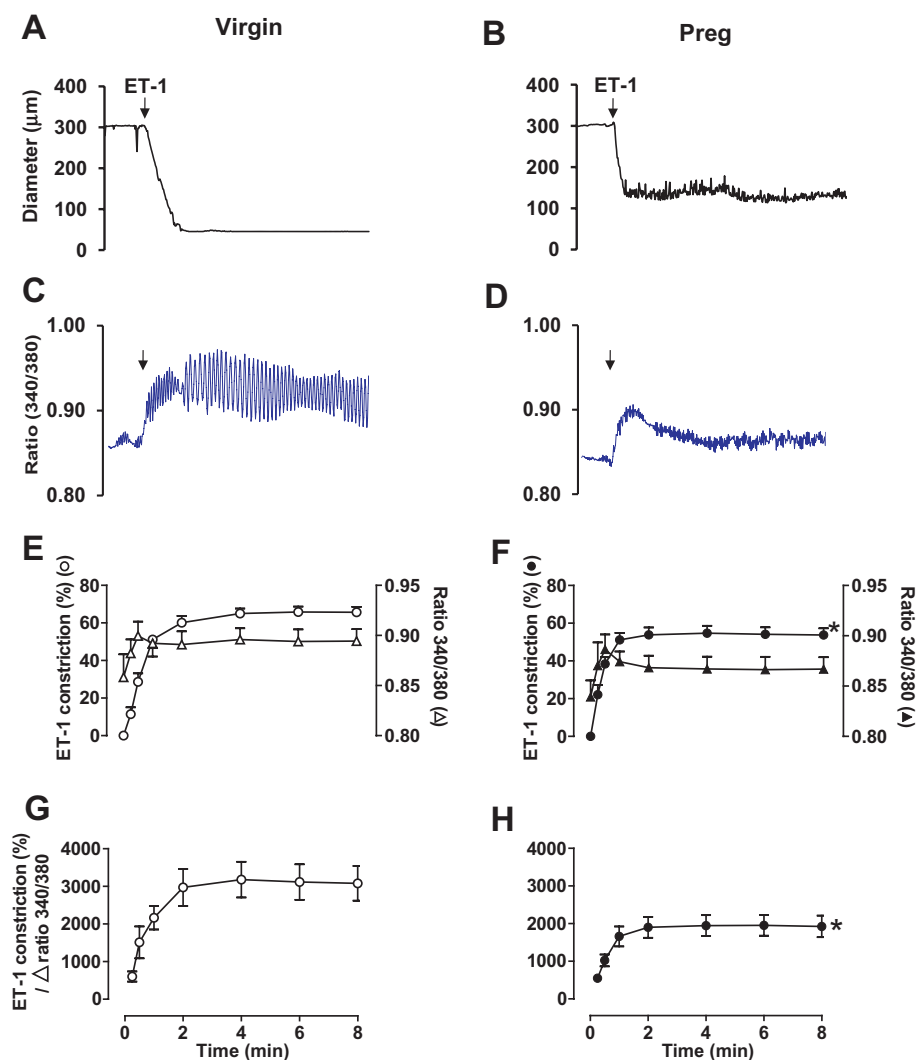 A
Virgin
B
Preg
ET-1
400
300
200
100
0
Diameter (µm)
ET-1
400
300
200
100
0
C
1.00
0.90
0.80
Ratio (340/380)
D
1.00
0.90
0.80
E
ET-1 constriction (%) (○)
80
60
40
20
0
0.95
0.90
0.85
0.80
Ratio 340/380 (△)
F
ET-1 constriction (%) (●)
80
60
40
20
0
*
0.95
0.90
0.85
0.80
Ratio 340/380 (▲)
G
ET-1 constriction (%)
/ △ ratio 340/380
4000
3000
2000
1000
0
0 2 4 6 8
Time (min)
H
4000
3000
2000
1000
0
*
0 2 4 6 8
Time (min)